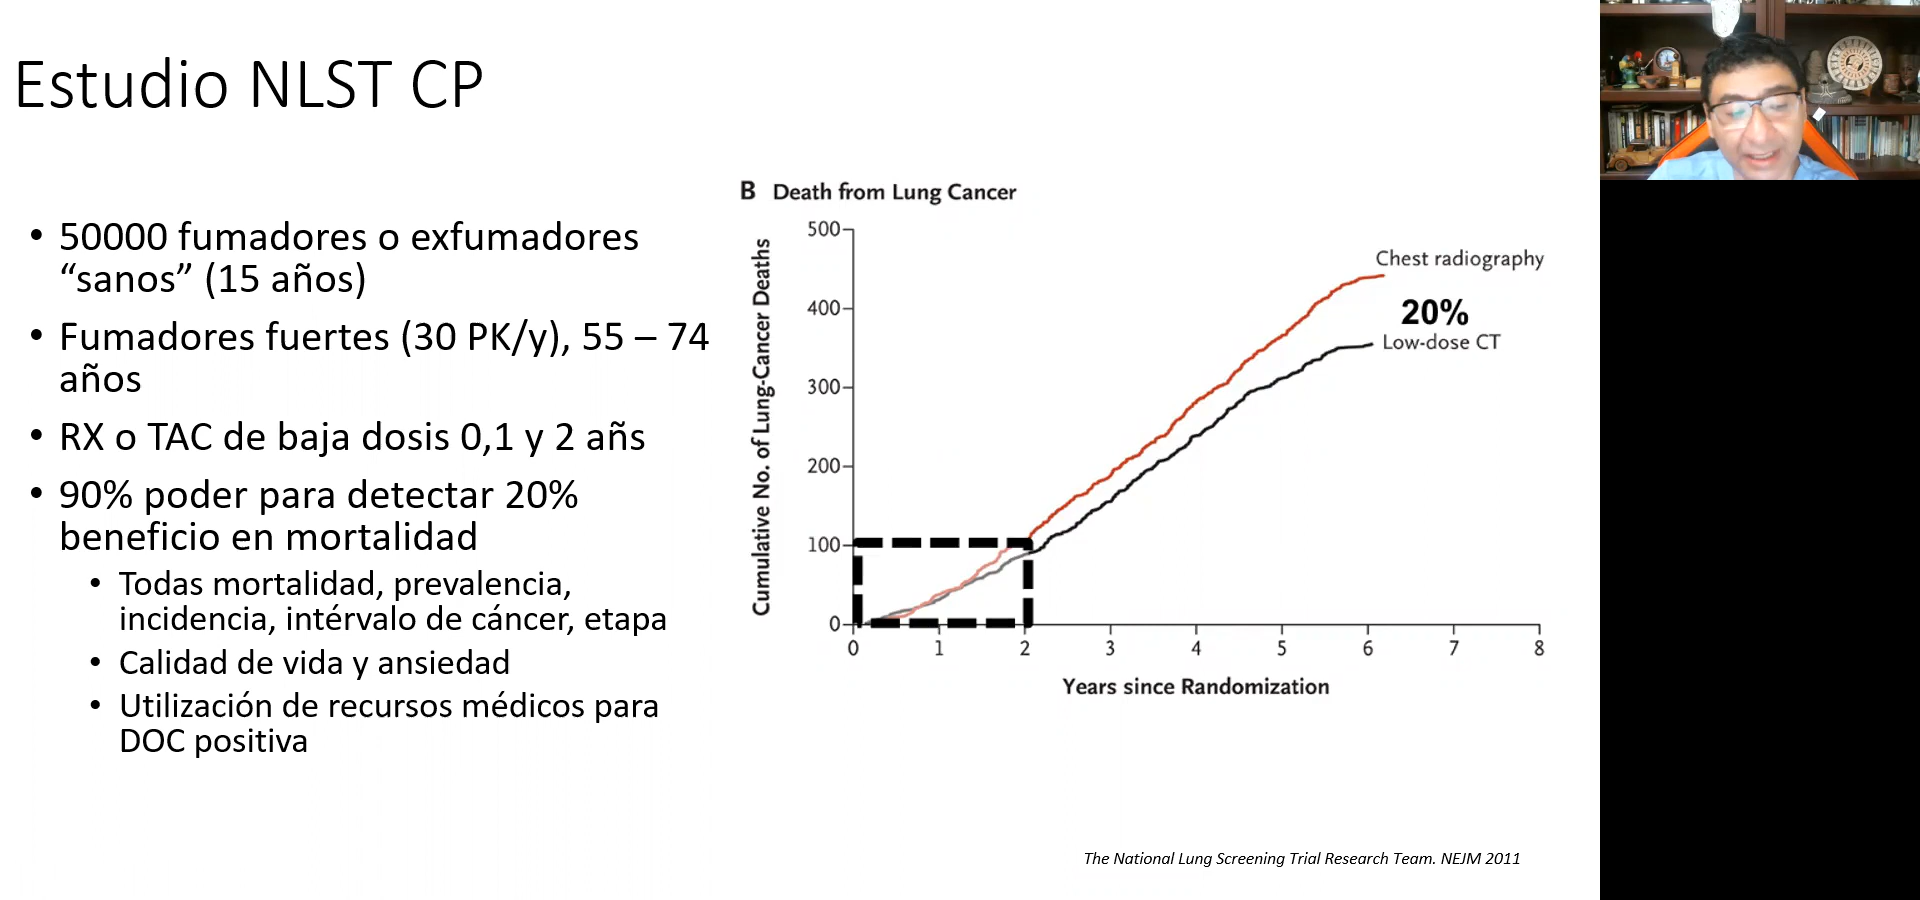 Estudio NLST CP
• 50000 fumadores o exfumadores
“sanos” (15 años)
• Fumadores fuertes (30 PK/y), 55 – 74
años
• RX o TAC de baja dosis 0,1 y 2 añs
• 90% poder para detectar 20%
beneficio en mortalidad
• Todas mortalidad, prevalencia,
incidencia, intérvalo de cáncer, etapa
• Calidad de vida y ansiedad
• Utilización de recursos médicos para
DOC positiva
B Death from Lung Cancer
Cumulative No. of Lung-Cancer Deaths
500
400
300
200
100
0
Chest radiography
20%
Low-dose CT
0 1 2 3 4 5 6 7 8
Years since Randomization
The National Lung Screening Trial Research Team. NEJM 2011